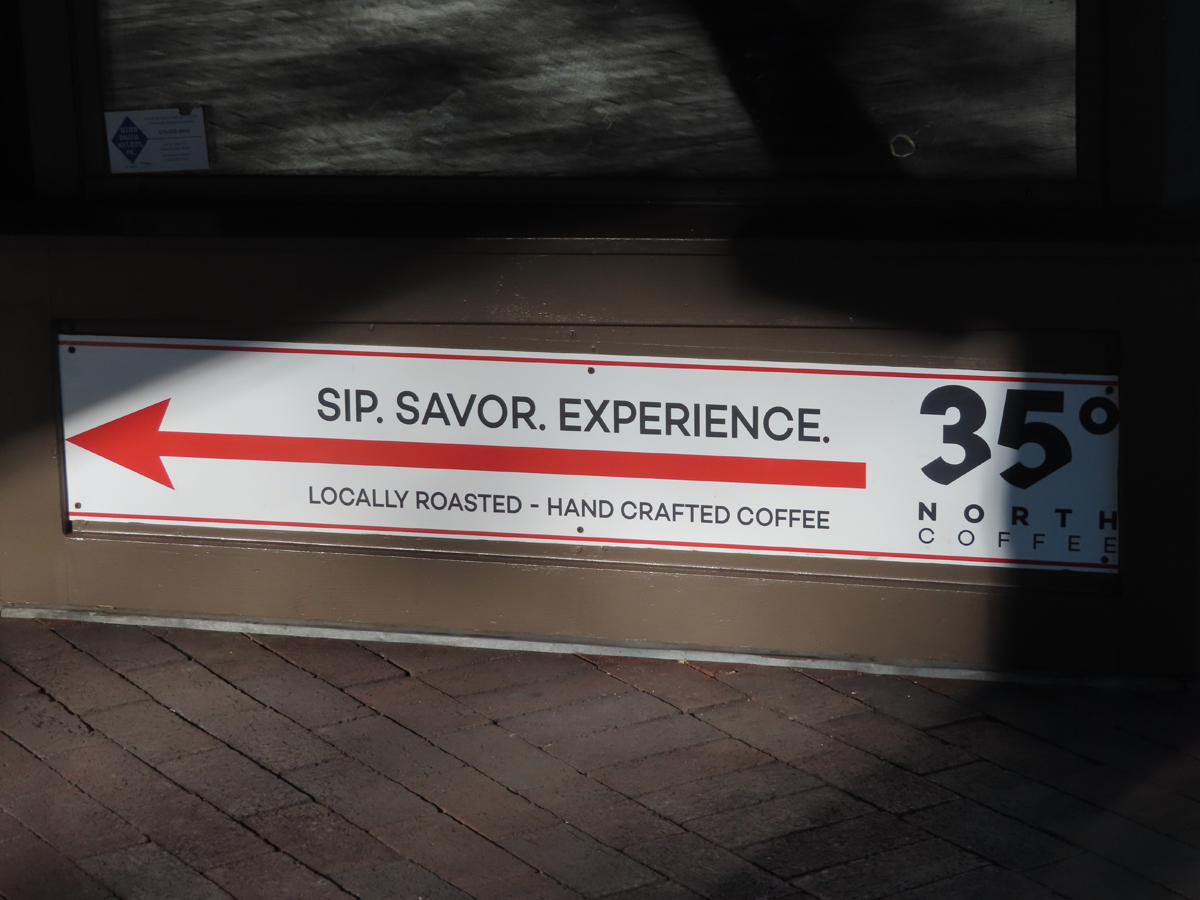 SIP. SAVOR. EXPERIENCE.
LOCALLY ROASTED - HAND CRAFTED COFFEE
35°
NORTH
COFFEE